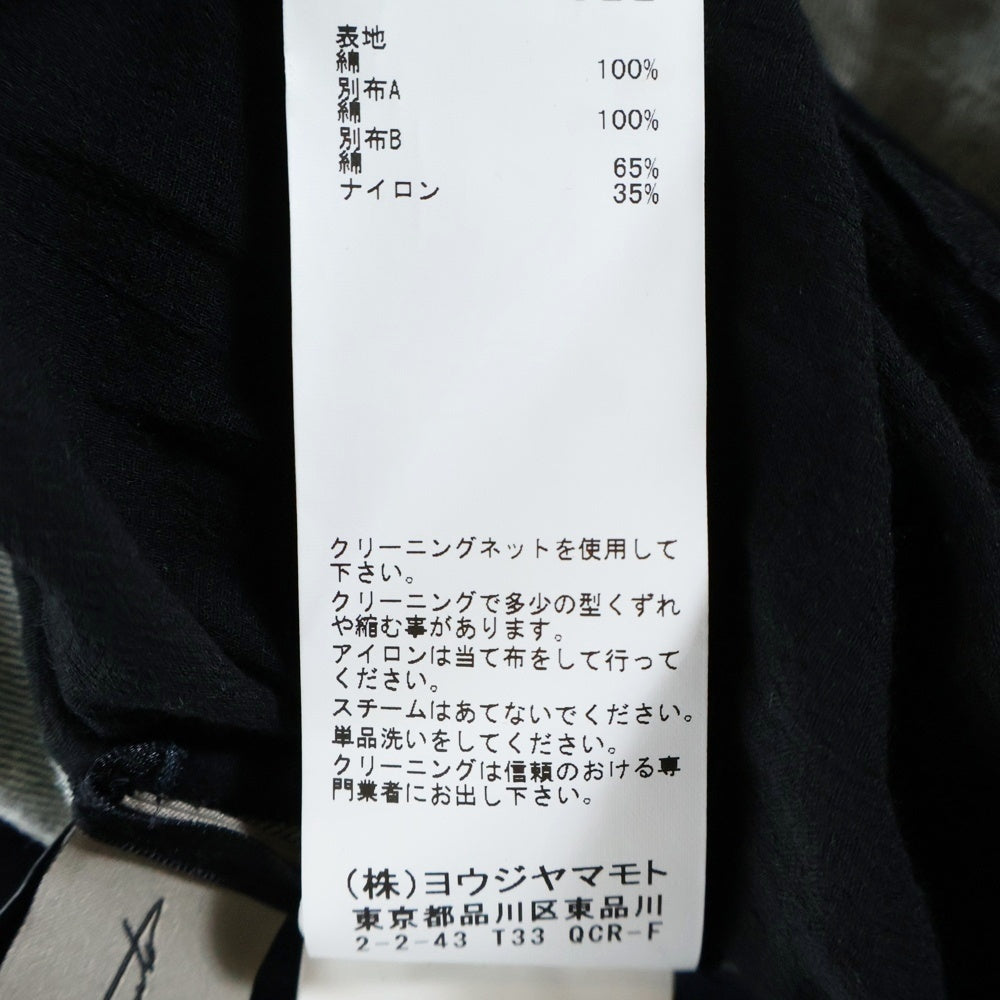 表地
綿 100%
別布A
綿 100%
別布B
綿 65%
ナイロン 35%
クリーニングネットを使用して
下さい。
クリーニングで多少の型くずれ
や縮む事があります。
アイロンは当て布をして行って
ください。
スチームはあてないでください。
単品洗いをしてください。
クリーニングは信頼のおける専
門業者にお出し下さい。
(株)ヨウジヤマモト
東京都品川区東品川
2-2-43 T33 QCR-F